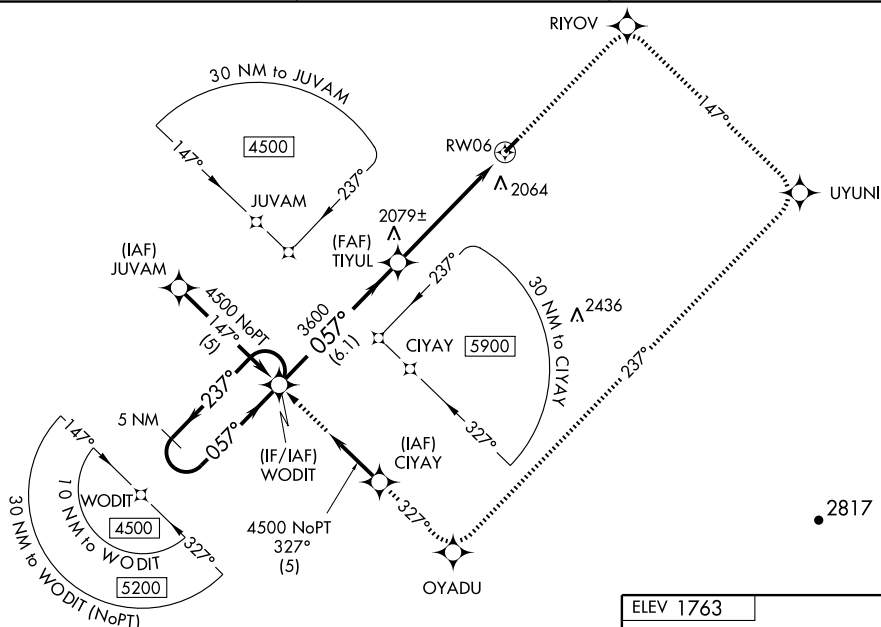 RIYOV
30 NM to JUVAM
4500
147°
237°
JUVAM
147°
RW06
2064
UYUNI
2079±
(FAF)
TIYUL
(IAF)
JUVAM
4500 NoPT
147°
(5)
3600
057°
(6.1)
237°
30 NM to CIYAY
2436
CIYAY
5900
327°
237°
237°
5 NM
057°
(IF/IAF)
WODIT
(IAF)
CIYAY
147°
WODIT
4500
10 NM to WODIT
327°
5200
30 NM to WODIT (NoPT)
4500 NoPT
327°
(5)
327°
OYADU
2817
ELEV 1763